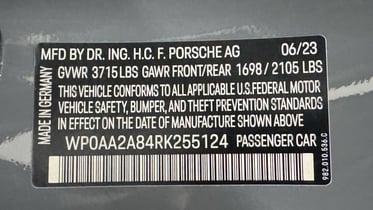 MFD BY DR. ING. H.C. F. PORSCHE AG 06/23
GVWR 3715 LBS GAWR FRONT/REAR 1698 / 2105 LBS
THIS VEHICLE CONFORMS TO ALL APPLICABLE U.S. FEDERAL MOTOR
VEHICLE SAFETY, BUMPER, AND THEFT PREVENTION STANDARDS
IN EFFECT ON THE DATE OF MANUFACTURE SHOWN ABOVE.
WP0AA2A84RK255124 PASSENGER CAR
MADE IN GERMANY
982.010.536.C